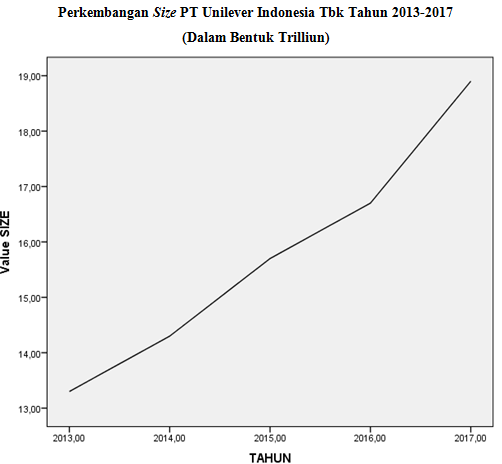 Perkembangan Size PT Unilever Indonesia Tbk Tahun 2013-2017
(Dalam Bentuk Trilliun)
19,00
18,00
17,00
16,00
15,00
14,00
13,00
Value SIZE
2013,00 2014,00 2015,00 2016,00 2017,00
TAHUN